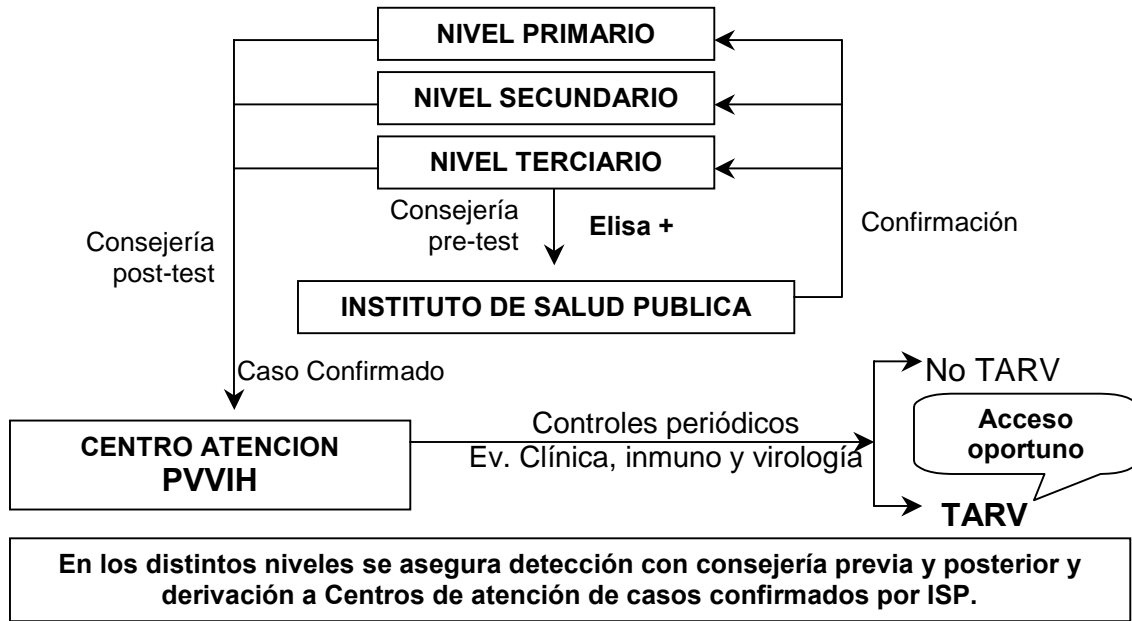 NIVEL PRIMARIO
NIVEL SECUNDARIO
NIVEL TERCIARIO
Consejería
pre-test
Elisa +
Confirmación
Consejería
post-test
INSTITUTO DE SALUD PUBLICA
Caso Confirmado
No TARV
CENTRO ATENCION
PVVIH
Controles periódicos
Ev. Clínica, inmuno y virología
Acceso
oportuno
TARV
En los distintos niveles se asegura detección con consejería previa y posterior y
derivación a Centros de atención de casos confirmados por ISP.